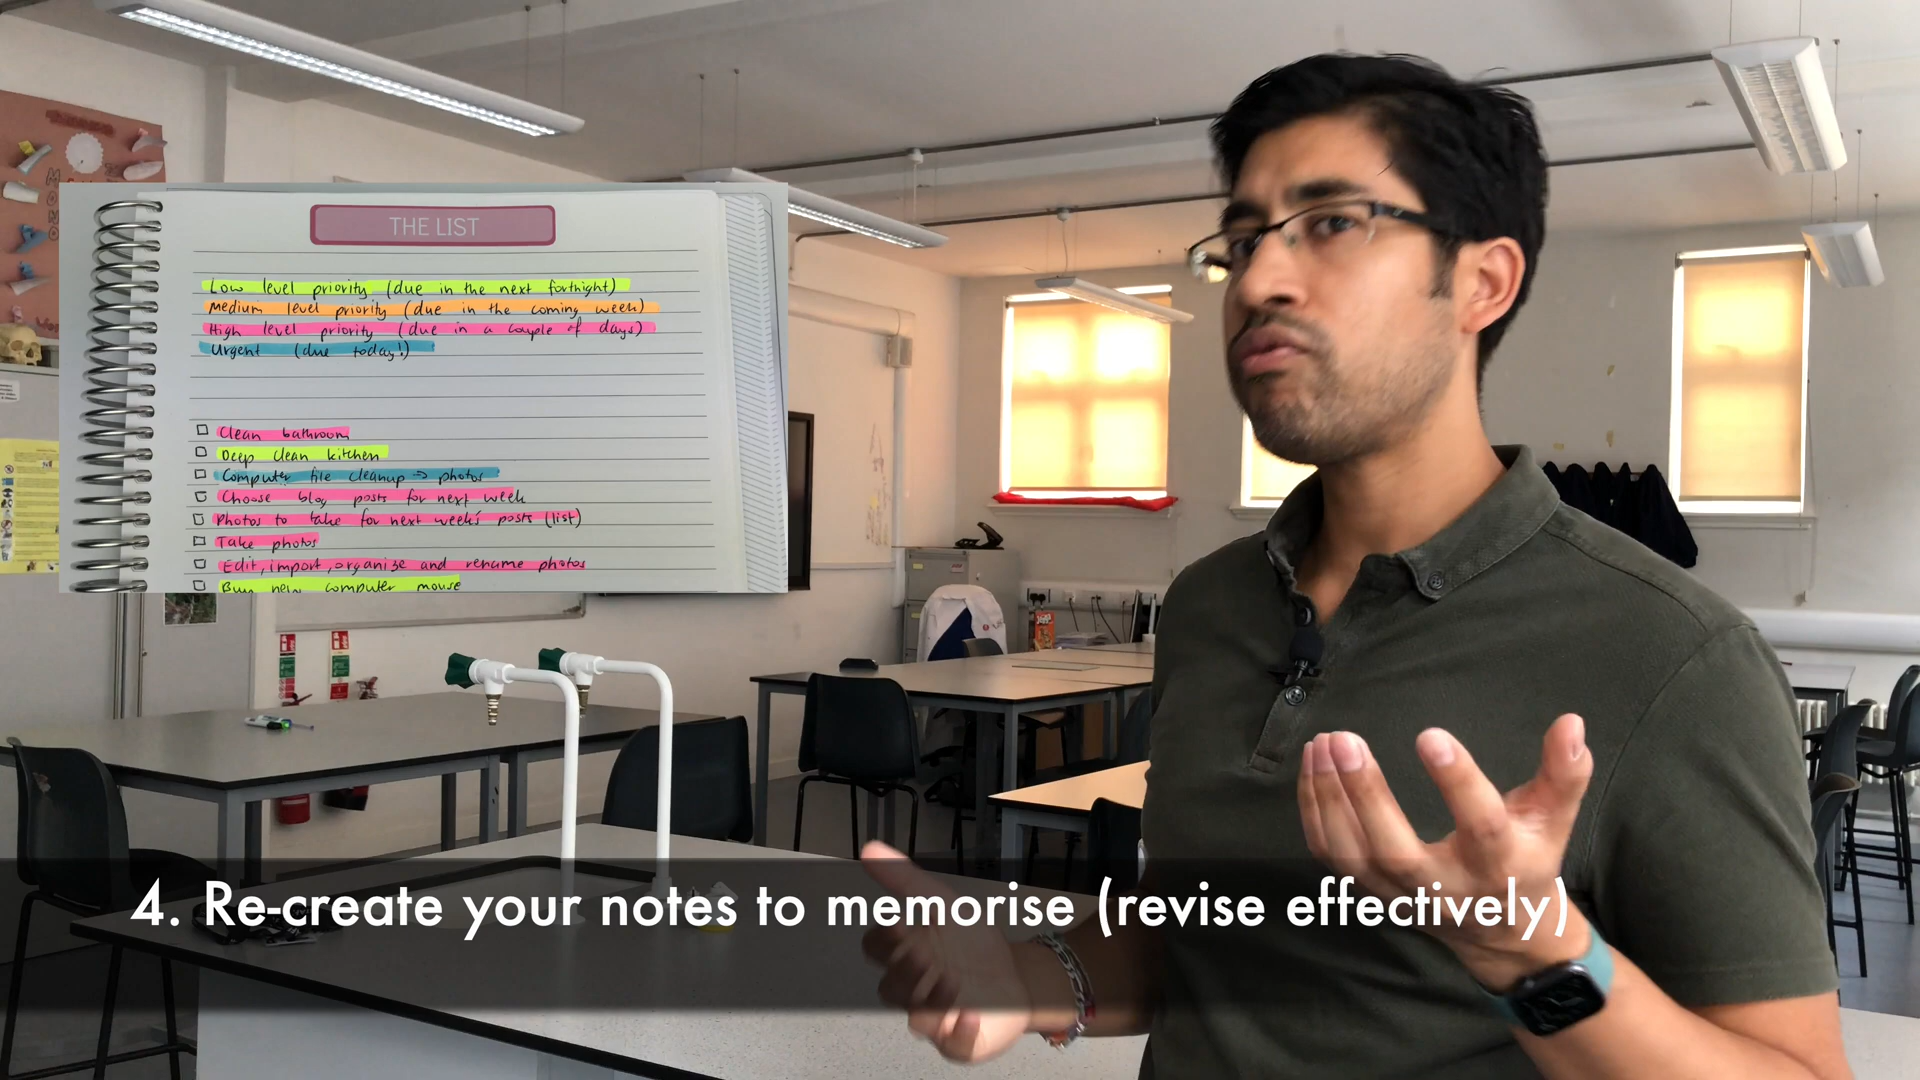 THE LIST
Low level priority (due in the next fortnight)
Medium level priority (due in the coming week)
High level priority (due in a couple of days)
Urgent (due today!)
Clean bathroom
Deep clean kitchen
Computer file cleanup → photos
Choose blog posts for next week
Photos to take for next week's posts (list)
Take photos
Edit, import, organise and rename photos
Buy new computer mouse
4. Re-create your notes to memorise (revise effectively)